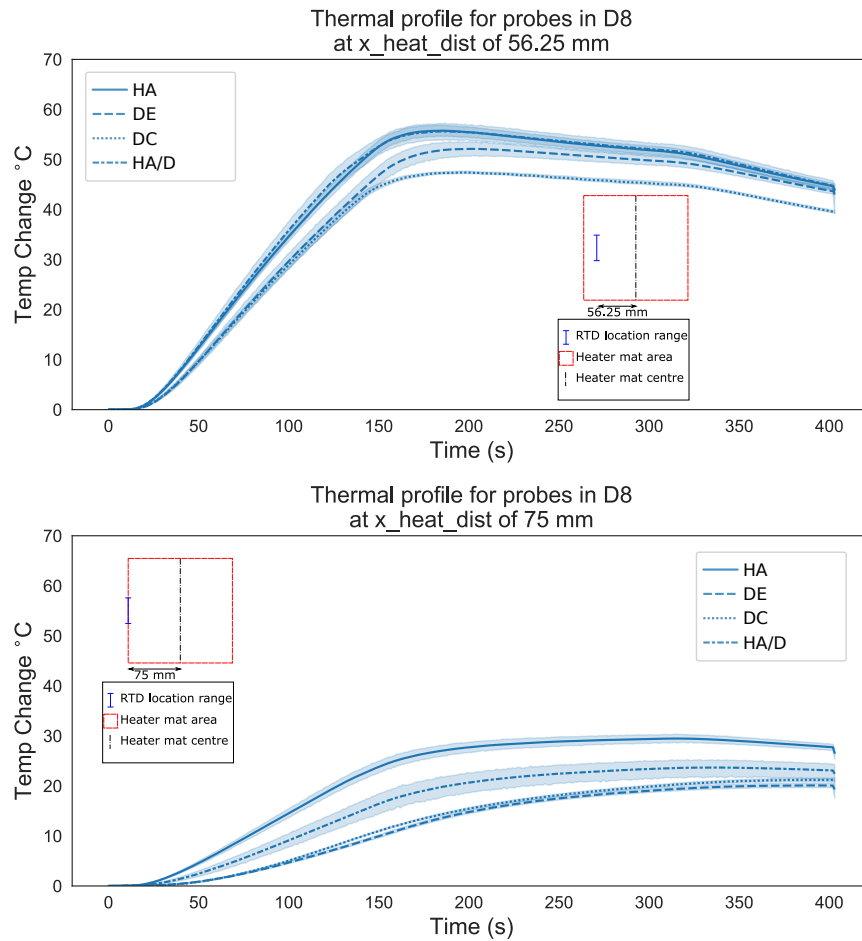 Thermal profile for probes in D8
at x_heat_dist of 56.25 mm
70
60
50
40
30
20
10
0
Temp Change °C
HA
DE
DC
HA/D
56.25 mm
RTD location range
Heater mat area
Heater mat centre
0 50 100 150 200 250 300 350 400
Time (s)
Thermal profile for probes in D8
at x_heat_dist of 75 mm
70
60
50
40
30
20
10
0
Temp Change °C
75 mm
RTD location range
Heater mat area
Heater mat centre
HA
DE
DC
HA/D
0 50 100 150 200 250 300 350 400
Time (s)